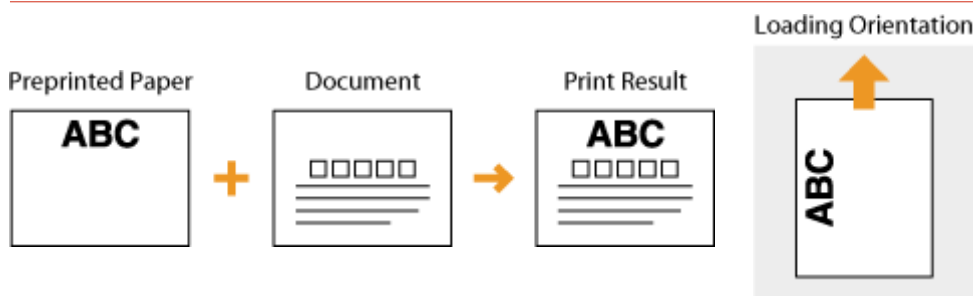 Loading Orientation
Preprinted Paper
Document
Print Result
ABC
ABC
ABC